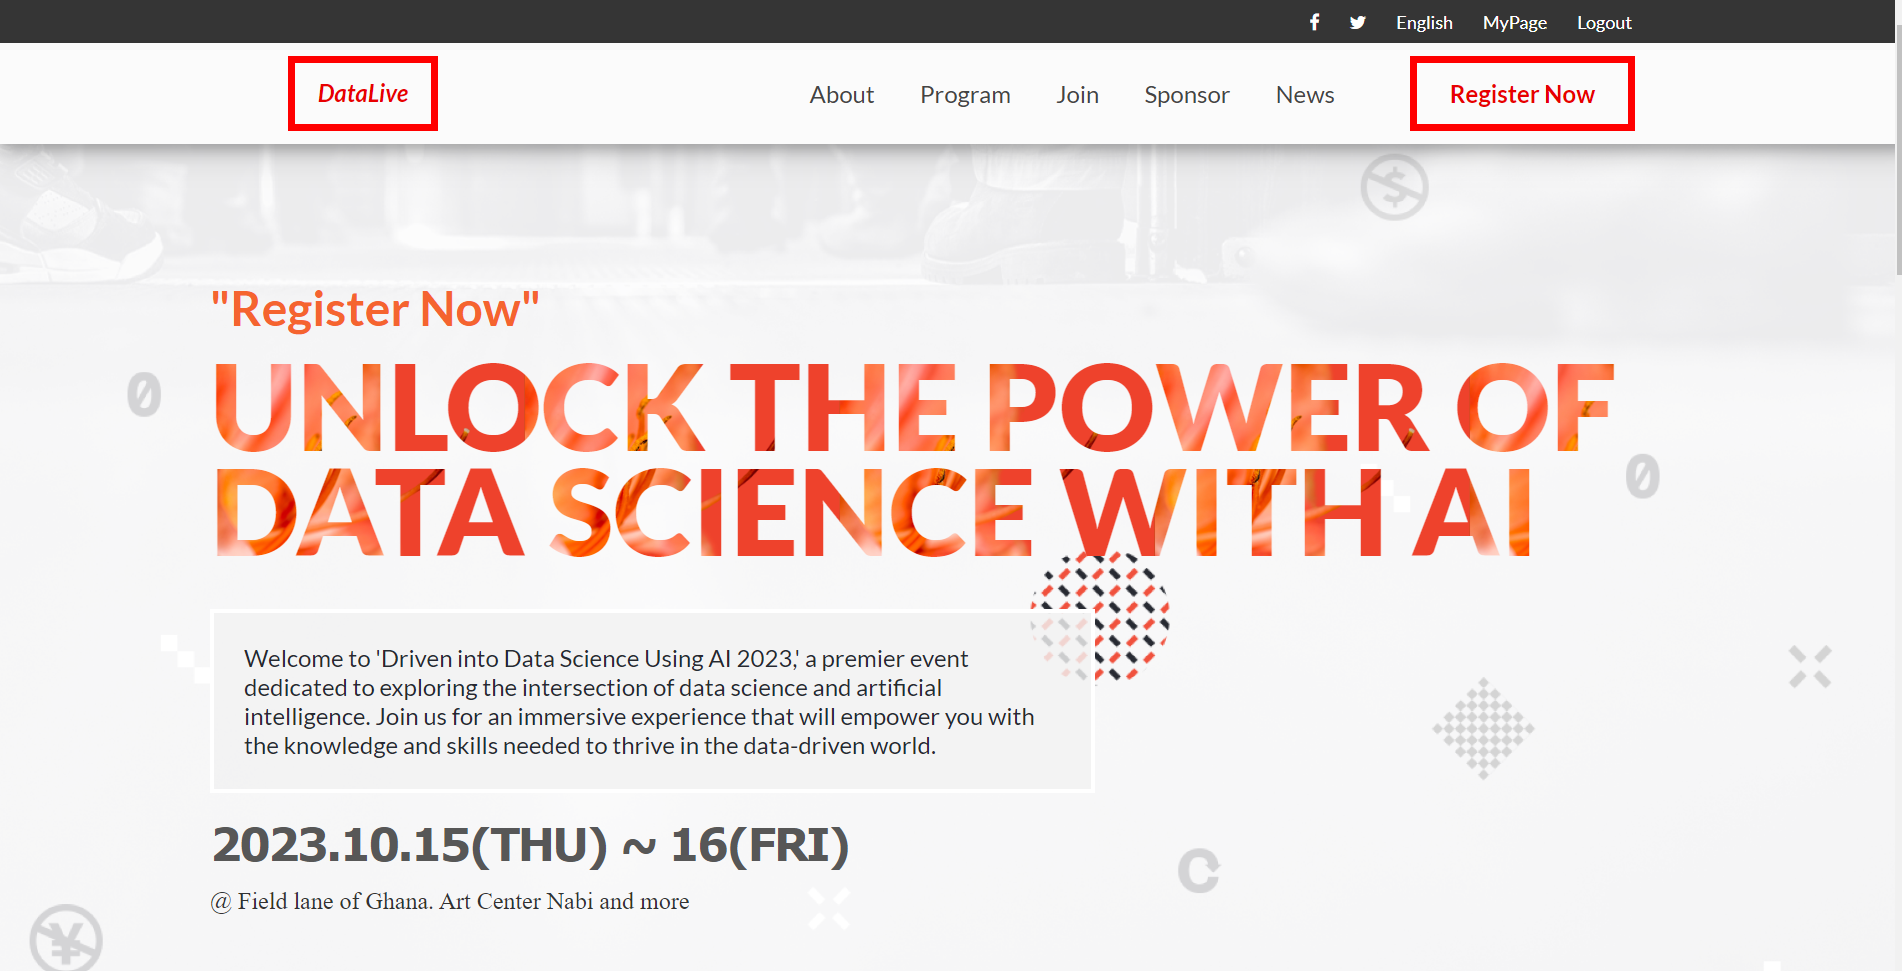 English MyPage Logout
DataLive
About Program Join Sponsor News
Register Now
"Register Now"
UNLOCK THE POWER OF
DATA SCIENCE WITH AI
Welcome to 'Driven into Data Science Using AI 2023,' a premier event
dedicated to exploring the intersection of data science and artificial
intelligence. Join us for an immersive experience that will empower you with
the knowledge and skills needed to thrive in the data-driven world.
2023.10.15(THU) ~ 16(FRI)
@ Field lane of Ghana. Art Center Nabi and more